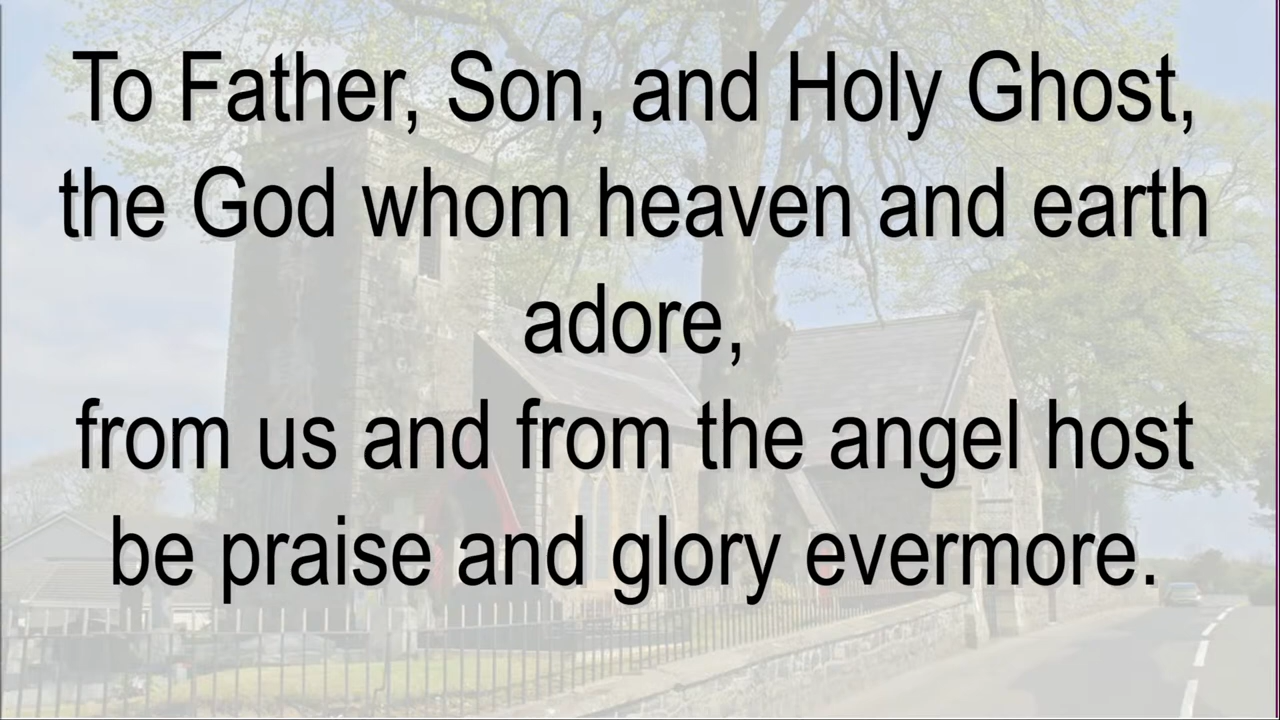 To Father, Son, and Holy Ghost,
the God whom heaven and earth
adore,
from us and from the angel host
be praise and glory evermore.